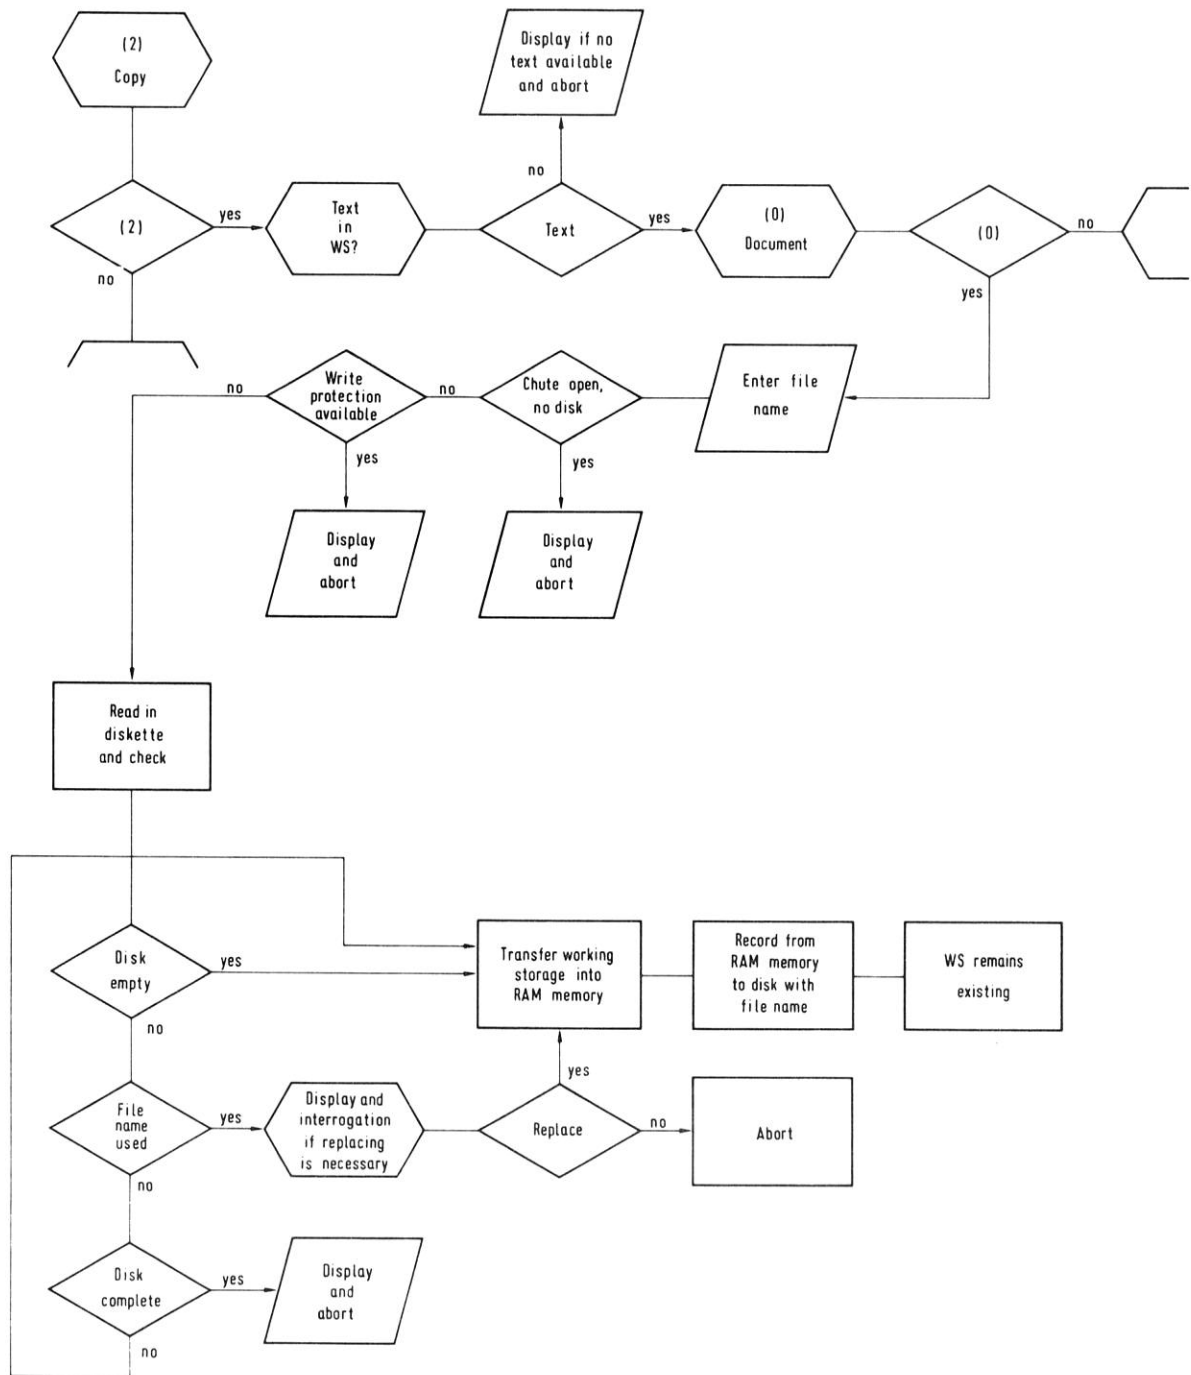 (2)
Copy
Display if no
text available
and abort
no
(2)
yes
no
Text
in
WS?
Text
yes
(0)
Document
(0)
no
yes
Enter file
name
Chute open,
no disk
no
yes
Write
protection
available
no
yes
Display
and
abort
Display
and
abort
Read in
diskette
and check
Disk
empty
yes
no
Transfer working
storage into
RAM memory
Record from
RAM memory
to disk with
file name
WS remains
existing
File
name
used
yes
no
Display and
interrogation
if replacing
is necessary
Replace
yes
no
Abort
Disk
complete
yes
no
Display
and
abort